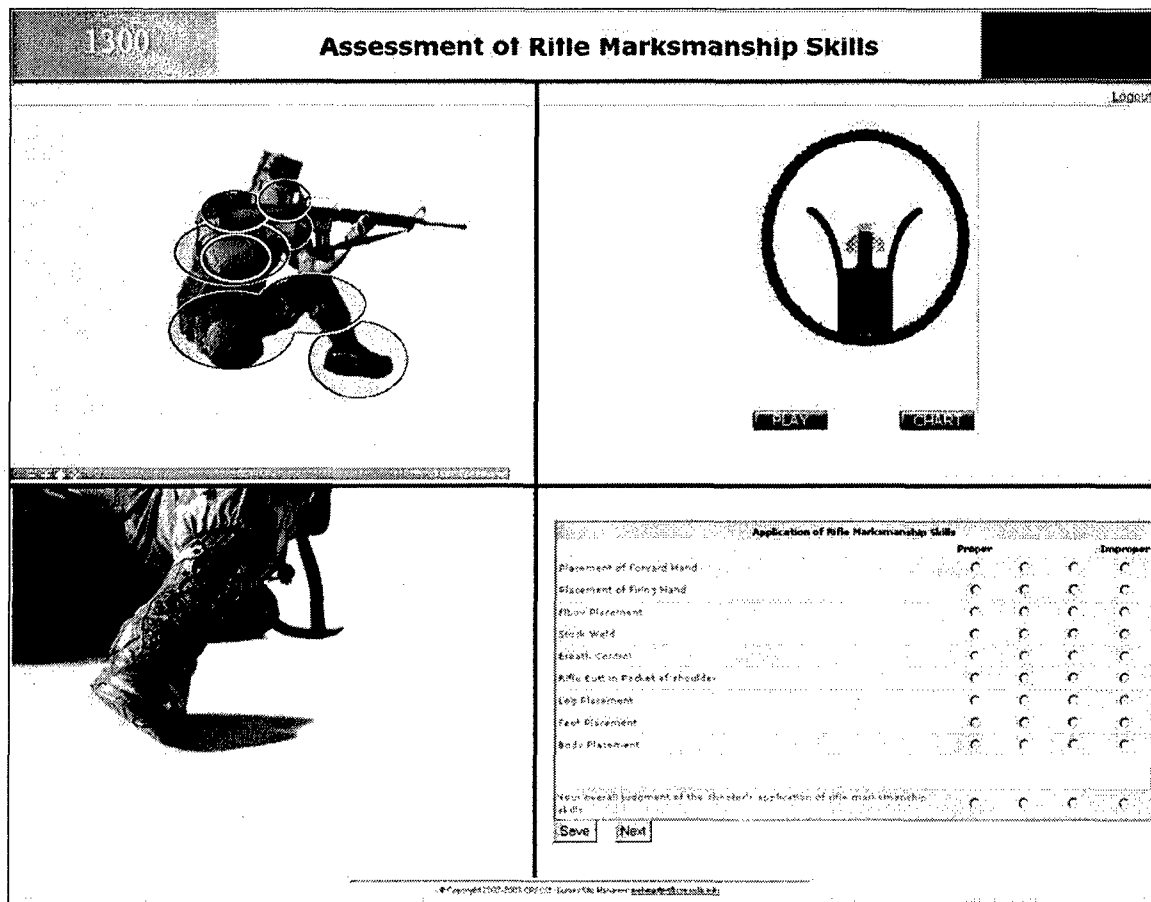 1300
Assessment of Rifle Marksmanship Skills
Logout
PLAY
CHART
Application of Rifle Marksmanship Skills
Proper
Improper
Placement of Forward Hand
Placement of Firing Hand
Elbow Placement
Stock Weld
Breath Control
Rifle Butt in Pocket of shoulder
Leg Placement
Feet Placement
Body Placement
Your overall judgment of the shooter's application of rifle marksmanship
skills
Save
Next